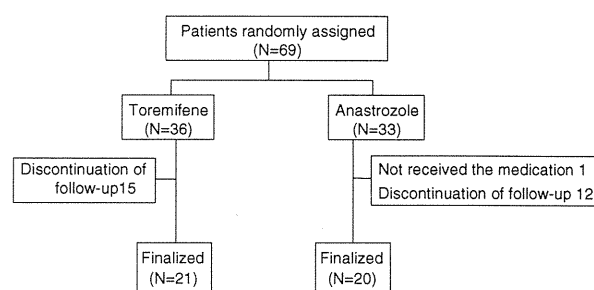 Patients randomly assigned
(N=69)
Toremifene
(N=36)
Anastrozole
(N=33)
Discontinuation of
follow-up15
Not received the medication 1
Discontinuation of follow-up 12
Finalized
(N=21)
Finalized
(N=20)